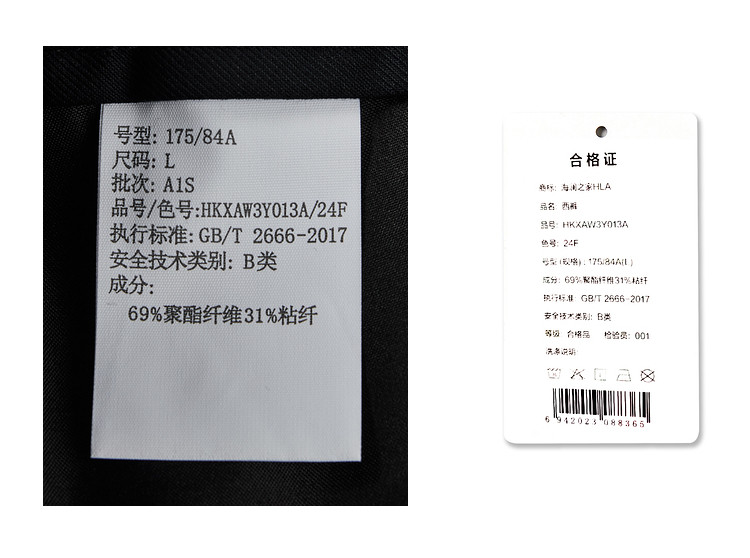 号型: 175/84A
尺码: L
批次: A1S
品号/色号:HKXAW3Y013A/24F
执行标准: GB/T 2666-2017
安全技术类别: B类
成分:
69%聚酯纤维31%粘纤
合格证
商标: 海澜之家HLA
品名: 西裤
品号: HKXAW3Y013A
色号: 24F
号型(规格): 175/84A(L)
成分: 69%聚酯纤维31%粘纤
执行标准: GB/T 2666-2017
安全技术类别: B类
等级 合格品 检验员: 001
洗涤说明:
6 942023 088365